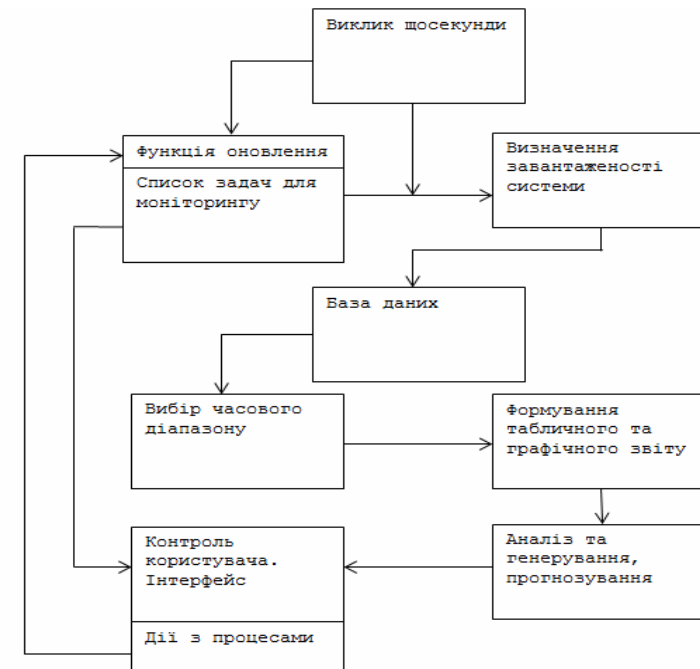 Виклик щосекунди
Функція оновлення
Список задач для
моніторингу
Визначення
завантаженості
системи
База даних
Вибір часового
діапазону
Формування
табличного та
графічного звіту
Контроль
користувача.
Інтерфейс
Дії з процесами
Аналіз та
генерування,
прогнозування